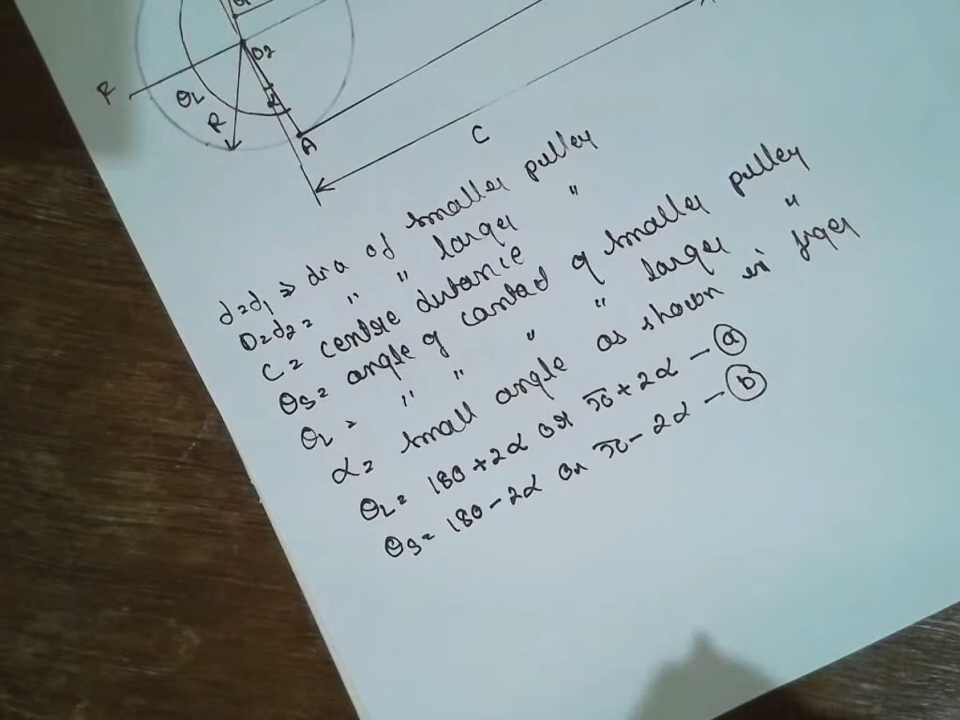 O2
R
θL
R
A
C
d=d1 => dia of smaller pulley
D=d2= " " larger "
C= centre distance
θs= angle of contact of smaller pulley
θL= " " " " larger "
α= small angle as shown in figer
θL= 180+2α or π+2α - (a)
θs= 180-2α or π-2α - (b)